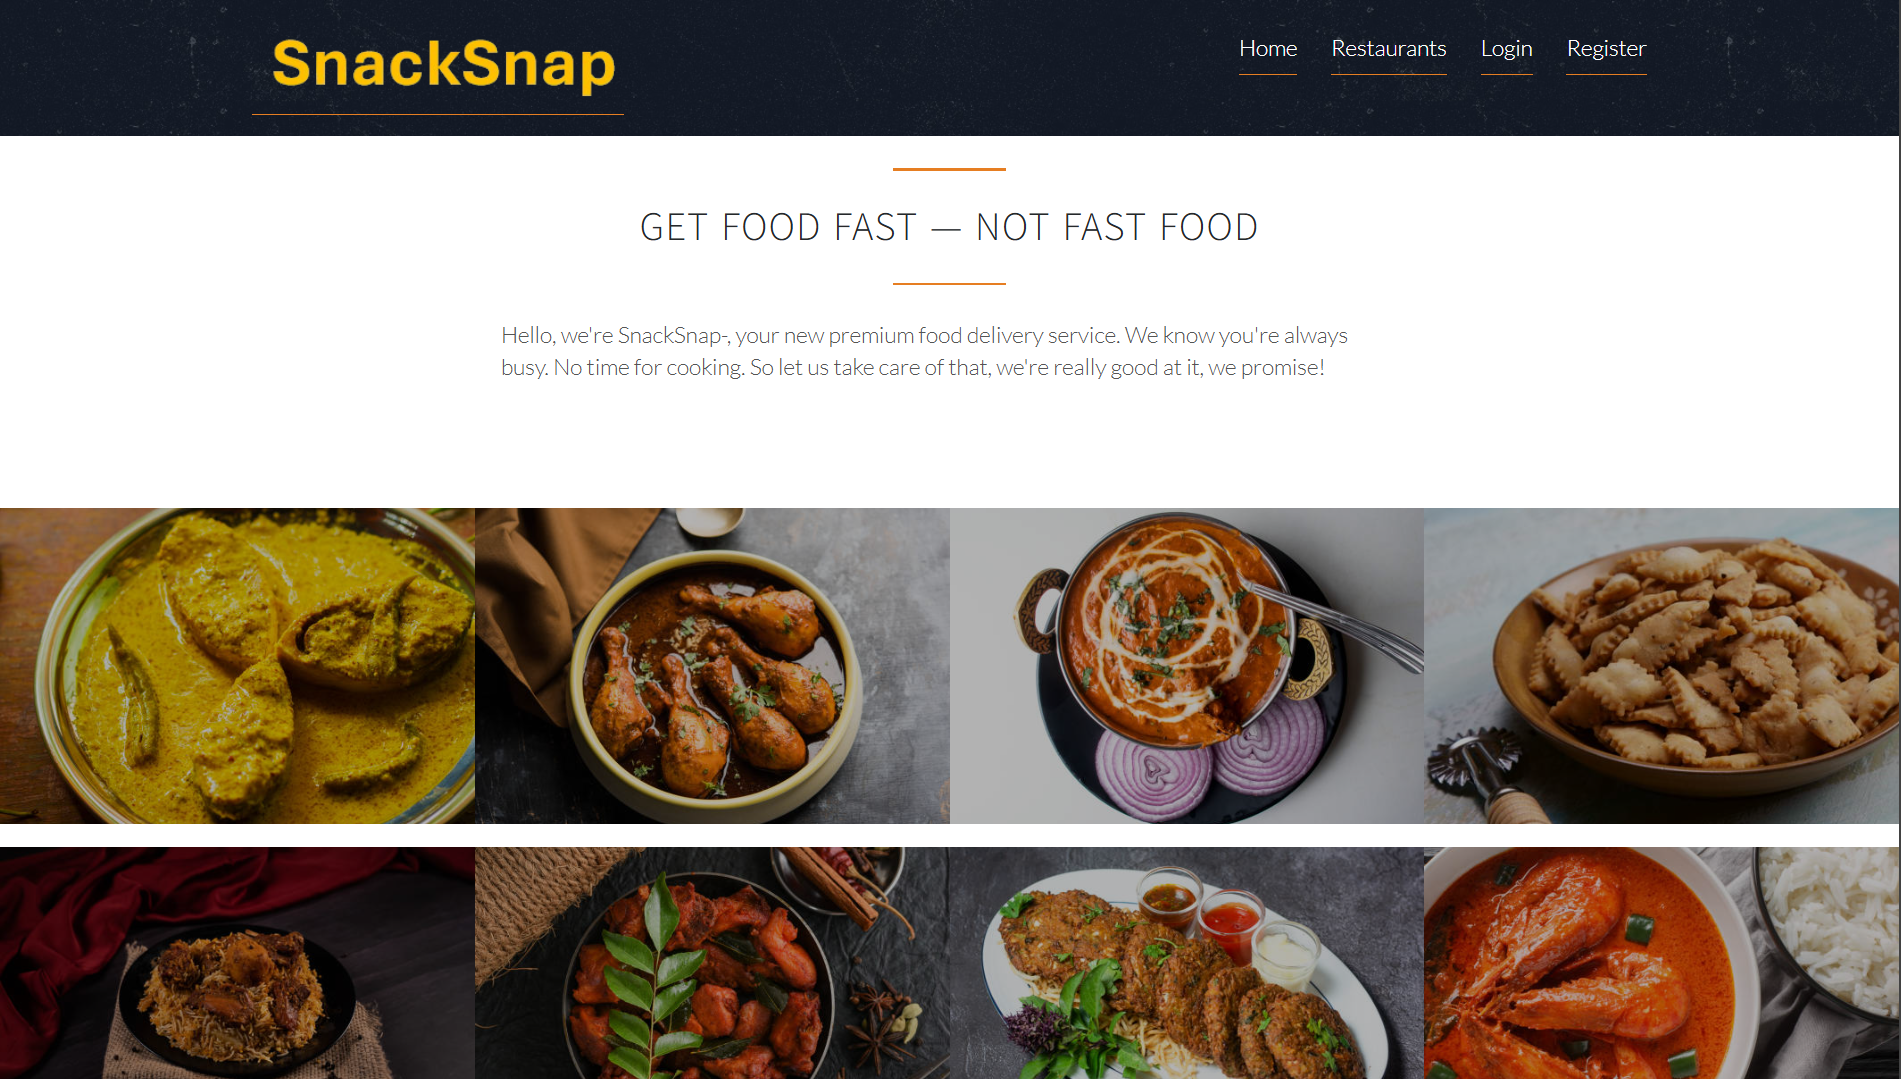 SnackSnap
Home Restaurants Login Register
GET FOOD FAST — NOT FAST FOOD
Hello, we're SnackSnap-, your new premium food delivery service. We know you're always
busy. No time for cooking. So let us take care of that, we're really good at it, we promise!